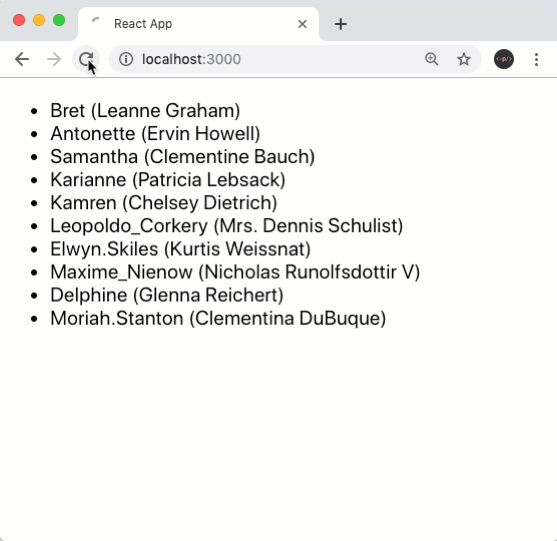 React App
localhost:3000
Bret (Leanne Graham)
Antonette (Ervin Howell)
Samantha (Clementine Bauch)
Karianne (Patricia Lebsack)
Kamren (Chelsey Dietrich)
Leopoldo_Corkery (Mrs. Dennis Schulist)
Elwyn.Skiles (Kurtis Weissnat)
Maxime_Nienow (Nicholas Runolfsdottir V)
Delphine (Glenna Reichert)
Moriah.Stanton (Clementina DuBuque)